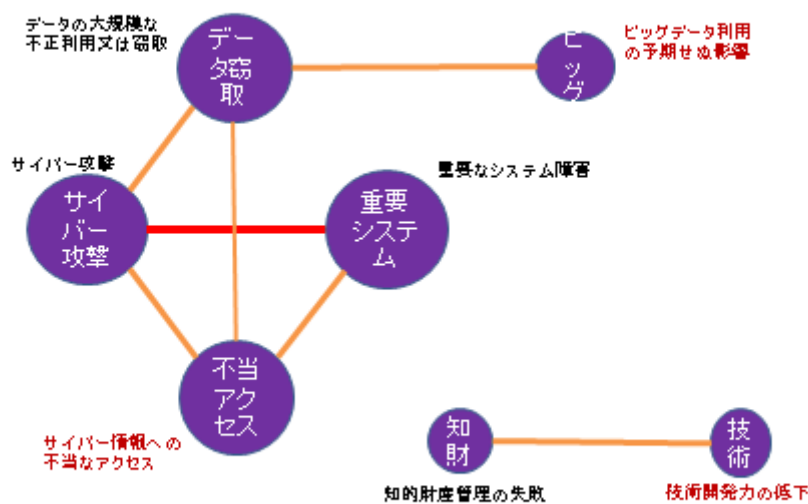 データの大規模な
不正利用又は窃取
デー
タ窃
取
ビッグデータ利用
の予期せぬ影響
ビ
ッグ
サイバー攻撃
サイ
バー
攻撃
重要なシステム障害
重要
システ
ム
不当
アク
セス
サイバー情報への
不当なアクセス
知
財
知的財産管理の失敗
技
術
技術開発力の低下